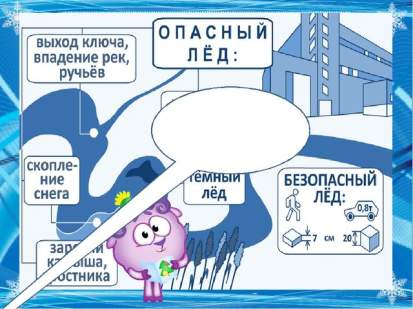 ОПАСНЫЙ
ЛЁД:
выход ключа,
впадение рек,
ручьёв
скопле-
ние
снега
тёмный
лёд
БЕЗОПАСНЫЙ
ЛЁД:
0,8т
7 см 20